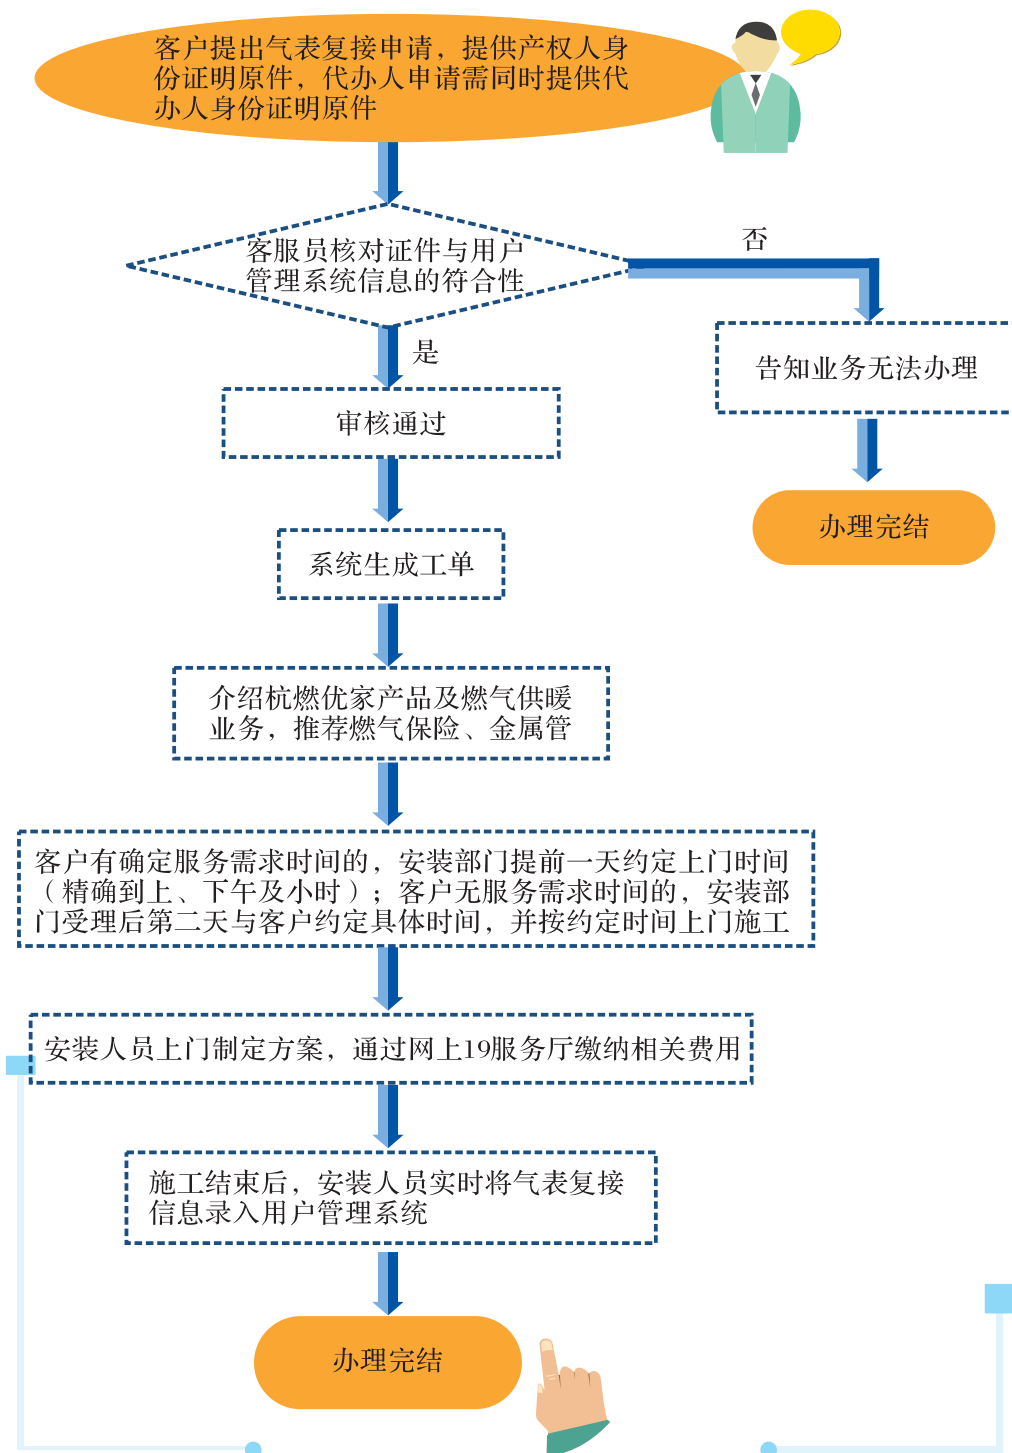 客户提出气表复接申请，提供产权人身
份证明原件，代办人申请需同时提供代
办人身份证明原件
客服员核对证件与用户
管理系统信息的符合性
否
是
告知业务无法办理
审核通过
办理完结
系统生成工单
介绍杭燃优家产品及燃气供暖
业务，推荐燃气保险、金属管
客户有确定服务需求时间的，安装部门提前一天约定上门时间
（精确到上、下午及小时）；客户无服务需求时间的，安装部
门受理后第二天与客户约定具体时间，并按约定时间上门施工
安装人员上门制定方案，通过网上19服务厅缴纳相关费用
施工结束后，安装人员实时将气表复接
信息录入用户管理系统
办理完结